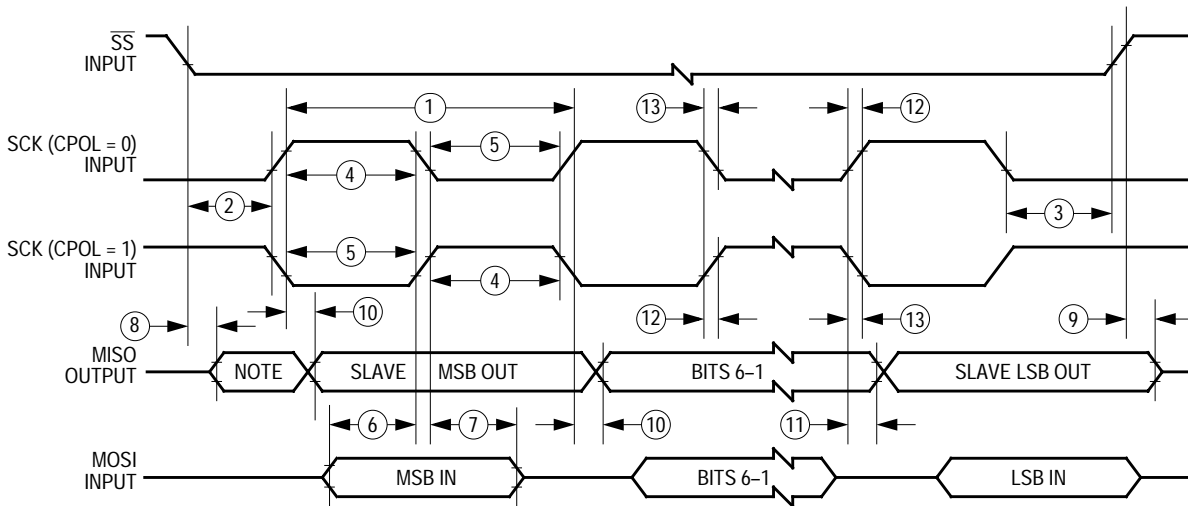 SS
INPUT
1
13
12
SCK (CPOL = 0)
INPUT
5
4
2
3
SCK (CPOL = 1)
INPUT
5
4
8
10
12
13
9
MISO
OUTPUT
NOTE
SLAVE MSB OUT
BITS 6–1
SLAVE LSB OUT
6
7
10
11
MOSI
INPUT
MSB IN
BITS 6–1
LSB IN